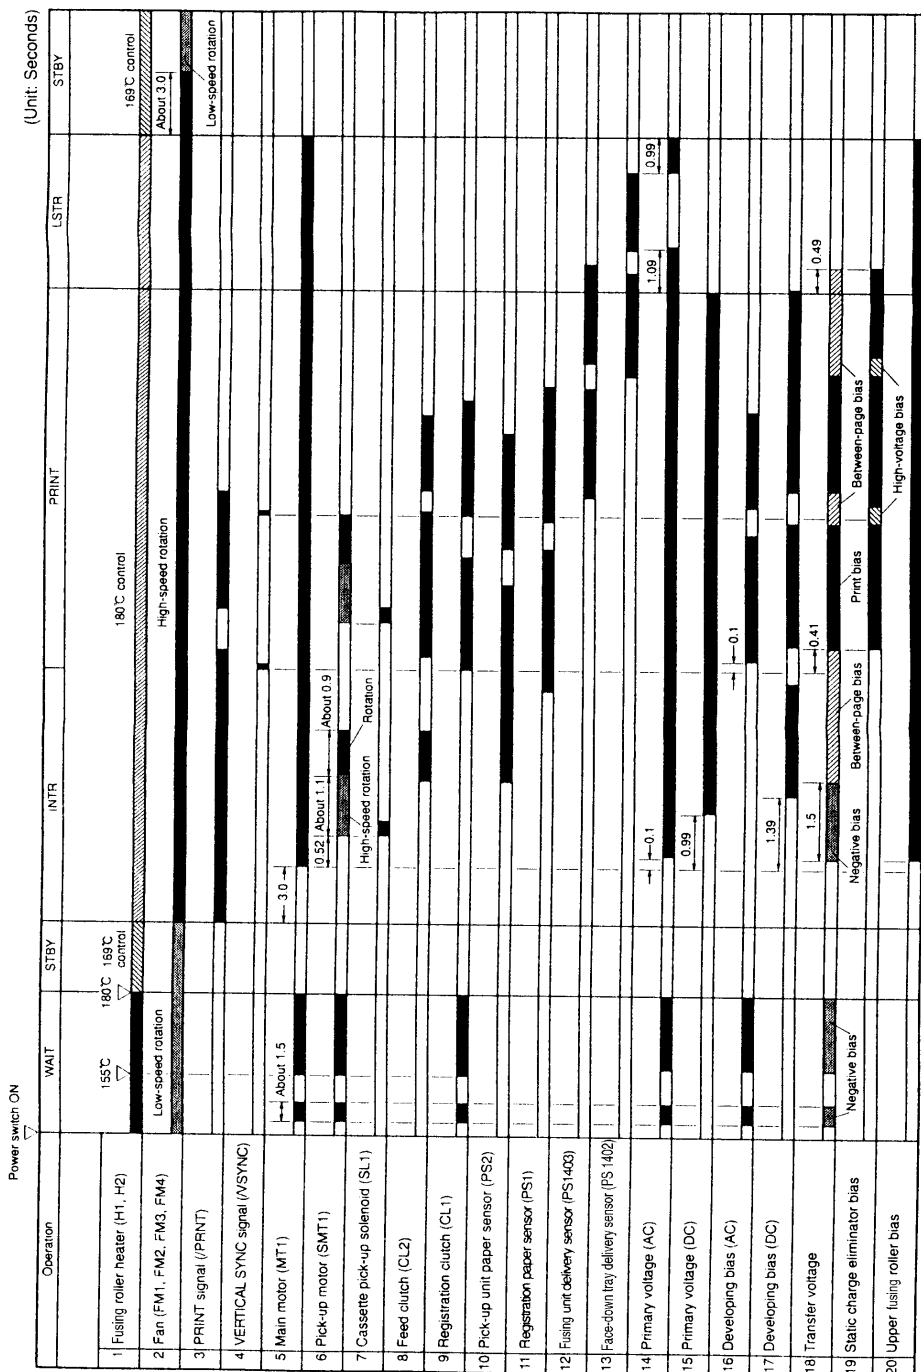 (Unit: Seconds)
Power switch ON
Operation
WAIT
STBY
INTR
PRINT
LSTR
STBY
1 Fusing roller heater (H1, H2)
155°C
180°C
169°C control
180°C control
169°C control
2 Fan (FM1, FM2, FM3, FM4)
Low-speed rotation
High-speed rotation
About 3.0
Low-speed rotation
3 PRINT signal (/PRNT)
4 VERTICAL SYNC signal (/VSYNC)
5 Main motor (MT1)
About 1.5
3.0
0.52
About 1.1
About 0.9
6 Pick-up motor (SMT1)
High-speed rotation
Rotation
7 Cassette pick-up solenoid (SL1)
8 Feed clutch (CL2)
9 Registration clutch (CL1)
10 Pick-up unit paper sensor (PS2)
11 Registration paper sensor (PS1)
12 Fusing unit delivery sensor (PS1403)
13 Face-down tray delivery sensor (PS 1402)
14 Primary voltage (AC)
0.1
1.09
0.99
15 Primary voltage (DC)
0.99
16 Developing bias (AC)
1.39
0.1
17 Developing bias (DC)
18 Transfer voltage
1.5
0.41
0.49
Negative bias
Negative bias
Between-page bias
Print bias
Between-page bias
19 Static charge eliminator bias
High-voltage bias
20 Upper fusing roller bias